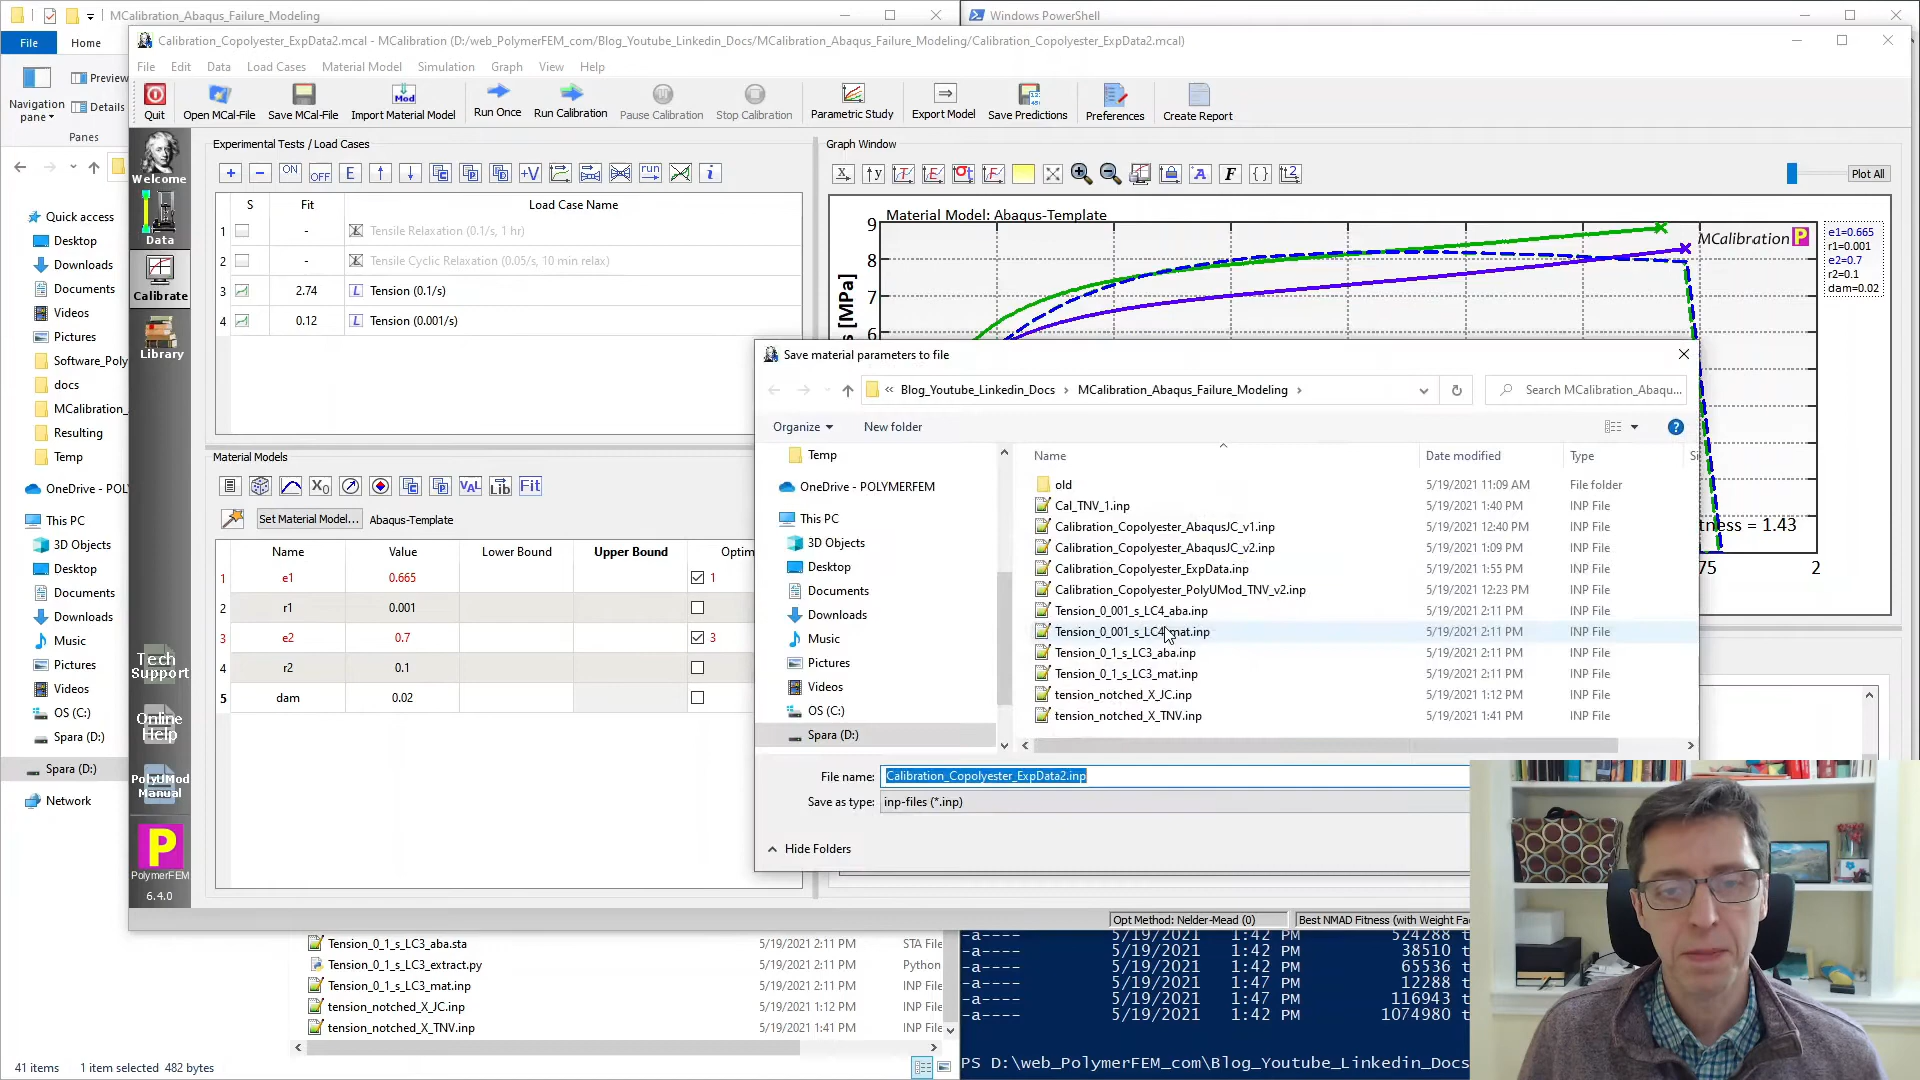 MCalibration_Abaqus_Failure_Modeling
Windows PowerShell
File
Home
Calibration_Copolyester_ExpData2.mcal - MCalibration (D:/web_PolymerFEM_com/Blog_Youtube_Linkedin_Docs/MCalibration_Abaqus_Failure_Modeling/Calibration_Copolyester_ExpData2.mcal)
File Edit Data Load Cases Material Model Simulation Graph View Help
Preview
Details
Navigation
pane
Panes
Mod
Quit Open MCal-File Save MCal-File Import Material Model Run Once Run Calibration Pause Calibration Stop Calibration Parametric Study Export Model Save Predictions Preferences Create Report
Experimental Tests / Load Cases
Graph Window
ON OFF E +V run i
Plot All
Welcome
Data
Calibrate
Library
Tech
Support
Online
Help
PolyUMod
Manual
P
PolymerFEM
6.4.0
S Fit Load Case Name
1 - Tensile Relaxation (0.1/s, 1 hr)
2 - Tensile Cyclic Relaxation (0.05/s, 10 min relax)
3 2.74 L Tension (0.1/s)
4 0.12 L Tension (0.001/s)
Material Model: Abaqus-Template
MCalibration P
9
8
7
6
[MPa]
e1=0.665
r1=0.001
e2=0.7
r2=0.1
dam=0.02
tness = 1.43
75 2
Quick access
Desktop
Downloads
Documents
Videos
Pictures
Software_Poly
docs
MCalibration_
Resulting
Temp
OneDrive - POLY
This PC
3D Objects
Desktop
Documents
Downloads
Music
Pictures
Videos
OS (C:)
Spara (D:)
Spara (D:)
Network
Material Models
X0 VAL Lib Fit
Set Material Model... Abaqus-Template
Name Value Lower Bound Upper Bound Optim
1 e1 0.665 1
2 r1 0.001
3 e2 0.7 3
4 r2 0.1
5 dam 0.02
Save material parameters to file
« Blog_Youtube_Linkedin_Docs › MCalibration_Abaqus_Failure_Modeling ›
Search MCalibration_Abaqu...
Organize
New folder
Temp
OneDrive - POLYMERFEM
This PC
3D Objects
Desktop
Documents
Downloads
Music
Pictures
Videos
OS (C:)
Spara (D:)
Name Date modified Type Si
old 5/19/2021 11:09 AM File folder
Cal_TNV_1.inp 5/19/2021 1:40 PM INP File
Calibration_Copolyester_AbaqusJC_v1.inp 5/19/2021 12:40 PM INP File
Calibration_Copolyester_AbaqusJC_v2.inp 5/19/2021 1:09 PM INP File
Calibration_Copolyester_ExpData.inp 5/19/2021 1:55 PM INP File
Calibration_Copolyester_PolyUMod_TNV_v2.inp 5/19/2021 12:23 PM INP File
Tension_0_001_s_LC4_aba.inp 5/19/2021 2:11 PM INP File
Tension_0_001_s_LC4_mat.inp 5/19/2021 2:11 PM INP File
Tension_0_1_s_LC3_aba.inp 5/19/2021 2:11 PM INP File
Tension_0_1_s_LC3_mat.inp 5/19/2021 2:11 PM INP File
tension_notched_X_JC.inp 5/19/2021 1:12 PM INP File
tension_notched_X_TNV.inp 5/19/2021 1:41 PM INP File
File name: Calibration_Copolyester_ExpData2.inp
Save as type: inp-files (*.inp)
Hide Folders
Opt Method: Nelder-Mead (0) Best NMAD Fitness (with Weight Fa
Tension_0_1_s_LC3_aba.sta 5/19/2021 2:11 PM STA File
Tension_0_1_s_LC3_extract.py 5/19/2021 2:11 PM Python
Tension_0_1_s_LC3_mat.inp 5/19/2021 2:11 PM INP File
tension_notched_X_JC.inp 5/19/2021 1:12 PM INP File
tension_notched_X_TNV.inp 5/19/2021 1:41 PM INP File
41 items 1 item selected 482 bytes
-a---- 5/19/2021 1:42 PM 524288 t
-a---- 5/19/2021 1:42 PM 38510 t
-a---- 5/19/2021 1:42 PM 65536 t
-a---- 5/19/2021 1:47 PM 12288 t
-a---- 5/19/2021 1:47 PM 116943 t
-a---- 5/19/2021 1:42 PM 1074980 t
PS D:\web_PolymerFEM_com\Blog_Youtube_Linkedin_Docs